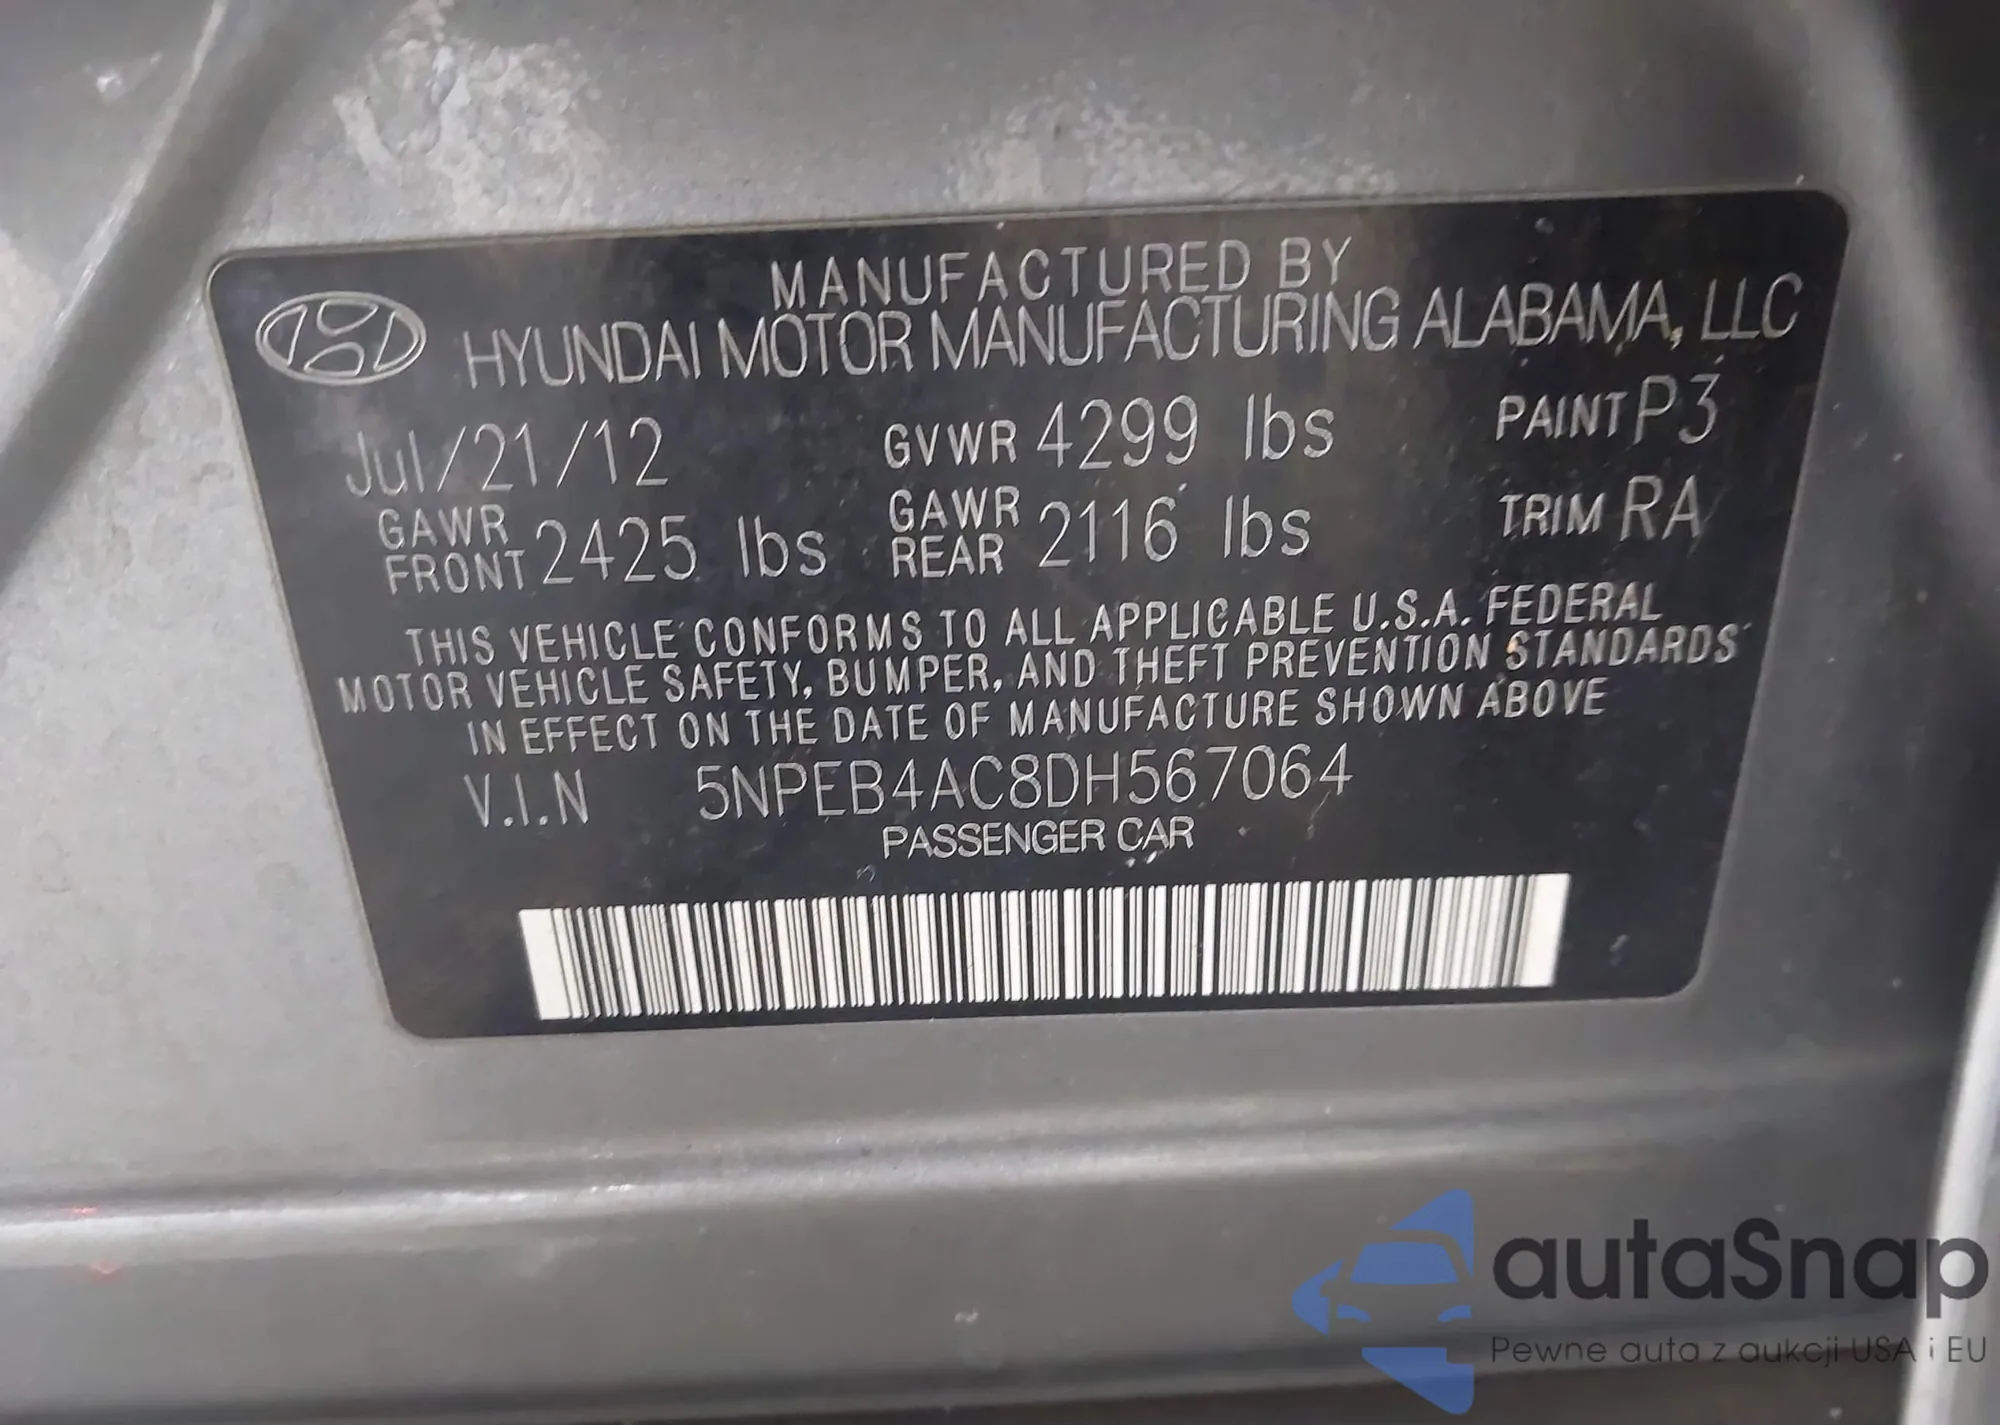 MANUFACTURED BY
HYUNDAI MOTOR MANUFACTURING ALABAMA, LLC
Jul/21/12 GVWR 4299 lbs PAINT P3
GAWR FRONT 2425 lbs GAWR REAR 2116 lbs TRIM RA
THIS VEHICLE CONFORMS TO ALL APPLICABLE U.S.A. FEDERAL
MOTOR VEHICLE SAFETY, BUMPER, AND THEFT PREVENTION STANDARDS
IN EFFECT ON THE DATE OF MANUFACTURE SHOWN ABOVE
V.I.N 5NPEB4AC8DH567064
PASSENGER CAR
autaSnap
Pewne auta z aukcji USA i EU